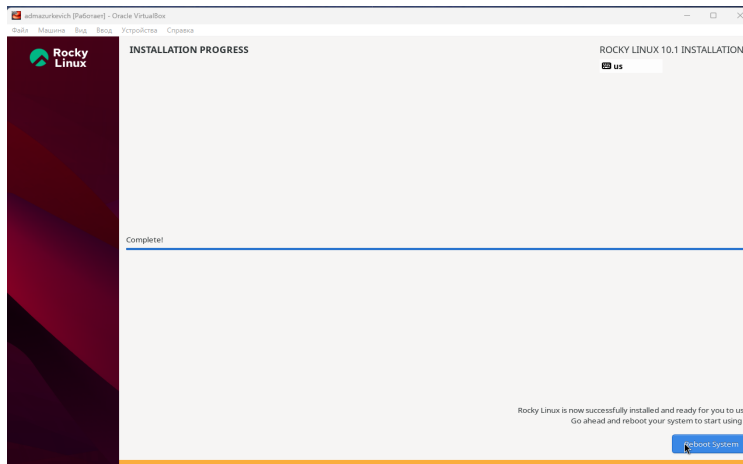 admazurkevich [Работает] - Oracle VirtualBox
Файл Машина Вид Ввод Устройства Справка
Rocky
Linux
INSTALLATION PROGRESS
ROCKY LINUX 10.1 INSTALLATION
us
Complete!
Rocky Linux is now successfully installed and ready for you to us
Go ahead and reboot your system to start using
Reboot System